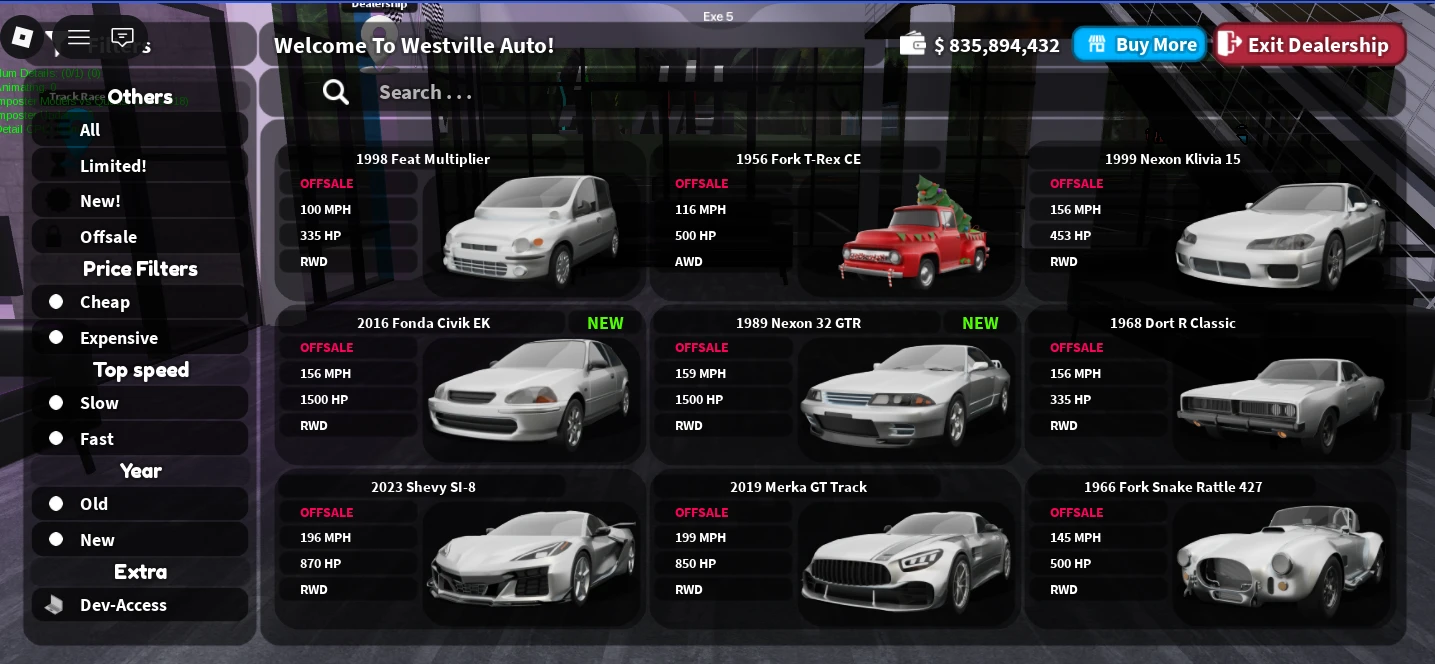 Dealership
Exe 5
Filters
Welcome To Westville Auto!
$ 835,894,432
Buy More
Exit Dealership
Search . . .
Track Race
Others
All
Limited!
New!
Offsale
Price Filters
Cheap
Expensive
Top speed
Slow
Fast
Year
Old
New
Extra
Dev-Access
1998 Feat Multiplier
OFFSALE
100 MPH
335 HP
RWD
1956 Fork T-Rex CE
OFFSALE
116 MPH
500 HP
AWD
1999 Nexon Klivia 15
OFFSALE
156 MPH
453 HP
RWD
2016 Fonda Civik EK
NEW
OFFSALE
156 MPH
1500 HP
RWD
1989 Nexon 32 GTR
NEW
OFFSALE
159 MPH
1500 HP
RWD
1968 Dort R Classic
OFFSALE
156 MPH
335 HP
RWD
2023 Shevy SI-8
OFFSALE
196 MPH
870 HP
RWD
2019 Merka GT Track
OFFSALE
199 MPH
850 HP
RWD
1966 Fork Snake Rattle 427
OFFSALE
145 MPH
500 HP
RWD